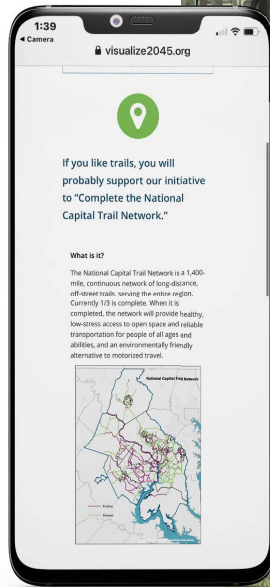 1:39
◄ Camera
visualize2045.org
If you like trails, you will
probably support our initiative
to “Complete the National
Capital Trail Network.”
What is it?
The National Capital Trail Network is a 1,400-
mile, continuous network of long-distance,
off-street trails, serving the entire region.
Currently 1/3 is complete. When it is
completed, the network will provide healthy,
low-stress access to open space and reliable
transportation for people of all ages and
abilities, and an environmentally friendly
alternative to motorized travel.
National Capital Trail Network
Existing
Planned